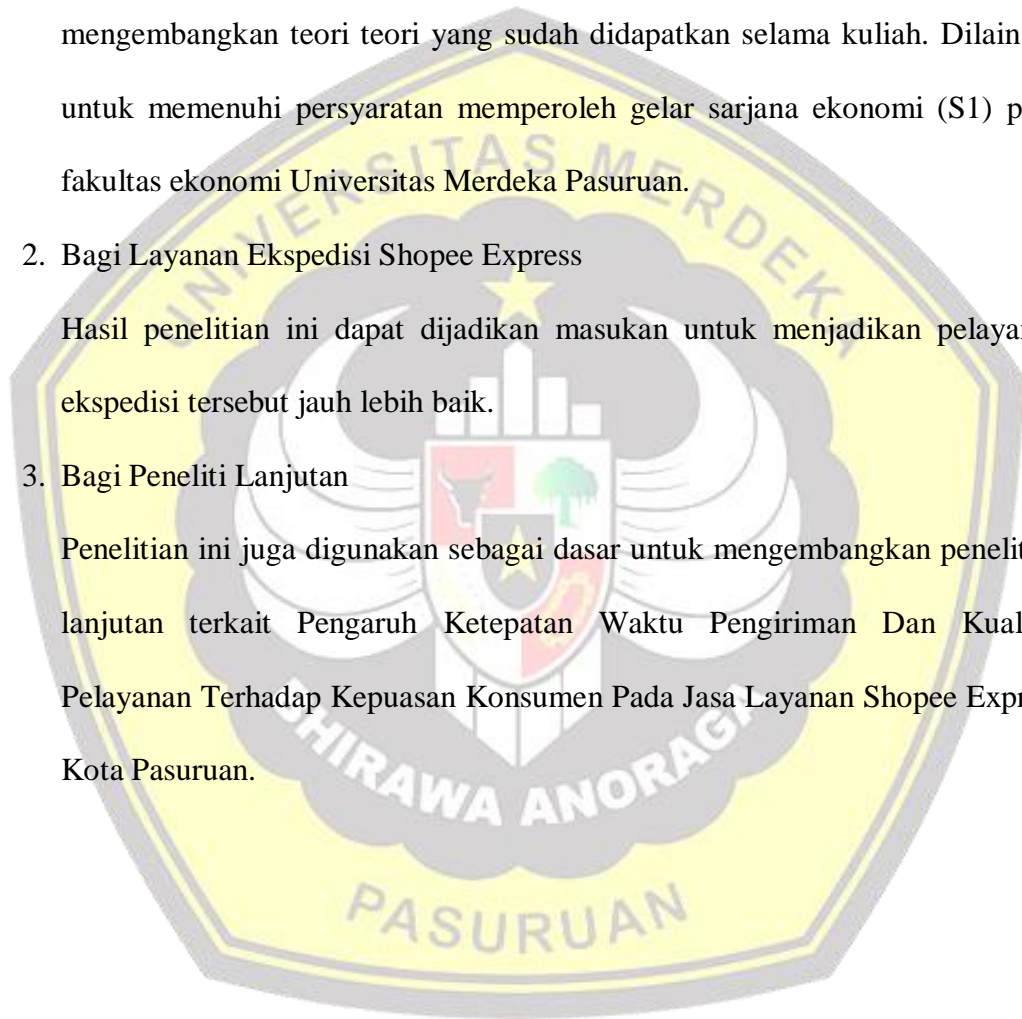 mengembangkan teori teori yang sudah didapatkan selama kuliah. Dilain
untuk memenuhi persyaratan memperoleh gelar sarjana ekonomi (S1) p
fakultas ekonomi Universitas Merdeka Pasuruan.
2. Bagi Layanan Ekspedisi Shopee Express
Hasil penelitian ini dapat dijadikan masukan untuk menjadikan pelaya
ekspedisi tersebut jauh lebih baik.
3. Bagi Peneliti Lanjutan
Penelitian ini juga digunakan sebagai dasar untuk mengembangkan penelit
lanjutan terkait Pengaruh Ketepatan Waktu Pengiriman Dan Kual
Pelayanan Terhadap Kepuasan Konsumen Pada Jasa Layanan Shopee Expr
Kota Pasuruan.
UNIVERSITAS MERDEKA
DHIRAWA ANORAGA
PASURUAN